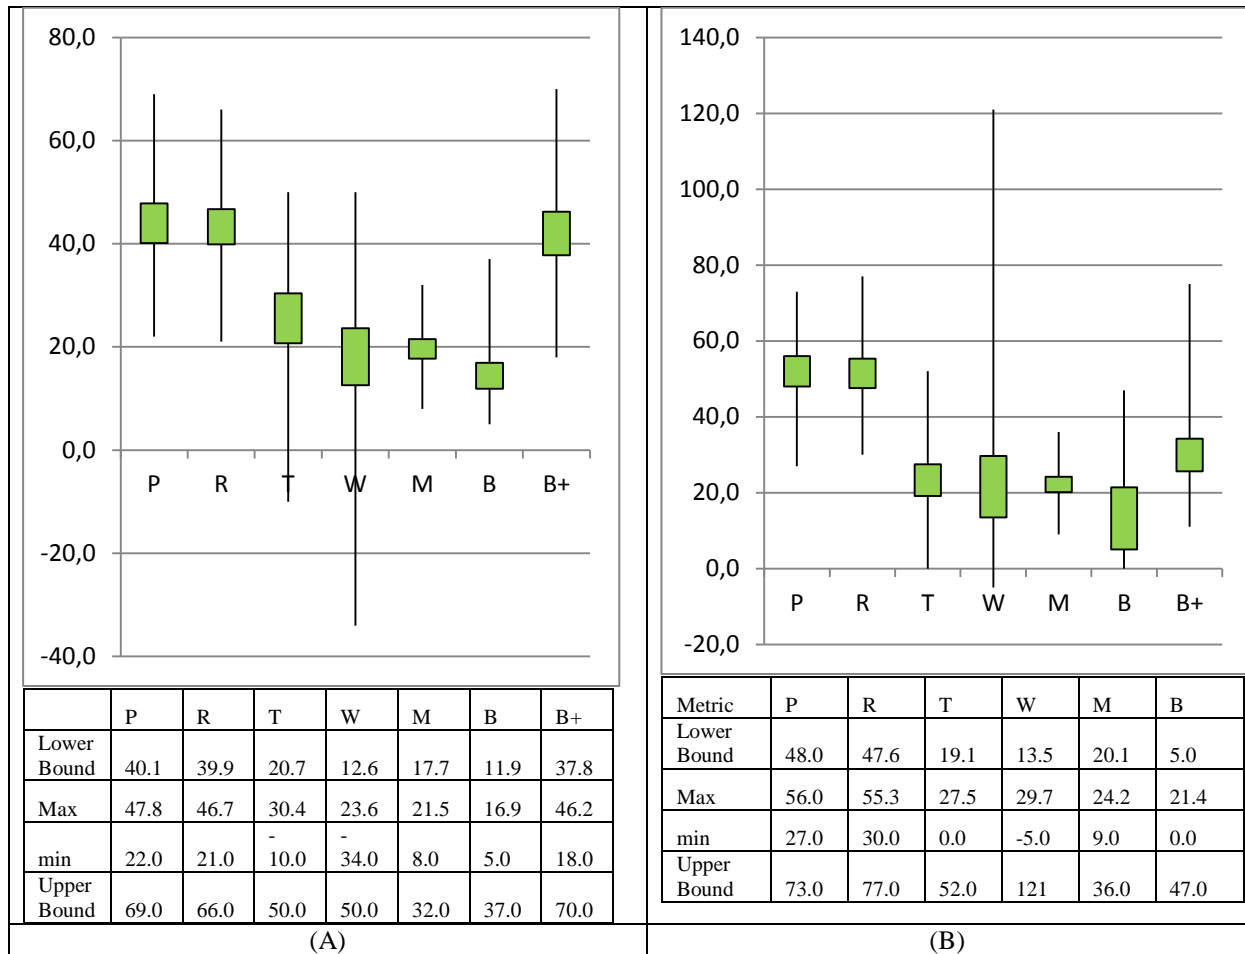 80,0
60,0
40,0
20,0
0,0
-20,0
-40,0
P R T W M B B+
P R T W M B B+
Lower
Bound 40.1 39.9 20.7 12.6 17.7 11.9 37.8
Max 47.8 46.7 30.4 23.6 21.5 16.9 46.2
- -
min 22.0 21.0 10.0 34.0 8.0 5.0 18.0
Upper
Bound 69.0 66.0 50.0 50.0 32.0 37.0 70.0
(A)
140,0
120,0
100,0
80,0
60,0
40,0
20,0
0,0
-20,0
P R T W M B B+
Metric P R T W M B
Lower
Bound 48.0 47.6 19.1 13.5 20.1 5.0
Max 56.0 55.3 27.5 29.7 24.2 21.4
min 27.0 30.0 0.0 -5.0 9.0 0.0
Upper
Bound 73.0 77.0 52.0 121 36.0 47.0
(B)